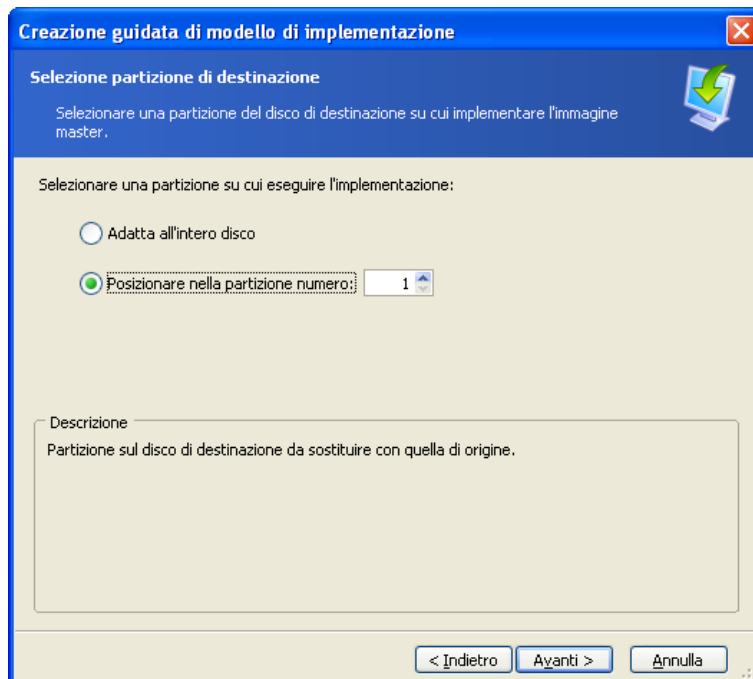 Creazione guidata di modello di implementazione
Selezione partizione di destinazione
Selezionare una partizione del disco di destinazione su cui implementare l'immagine
master.
Selezionare una partizione su cui eseguire l'implementazione:
Adatta all'intero disco
Posizionare nella partizione numero: 1
Descrizione
Partizione sul disco di destinazione da sostituire con quella di origine.
< Indietro Avanti > Annulla